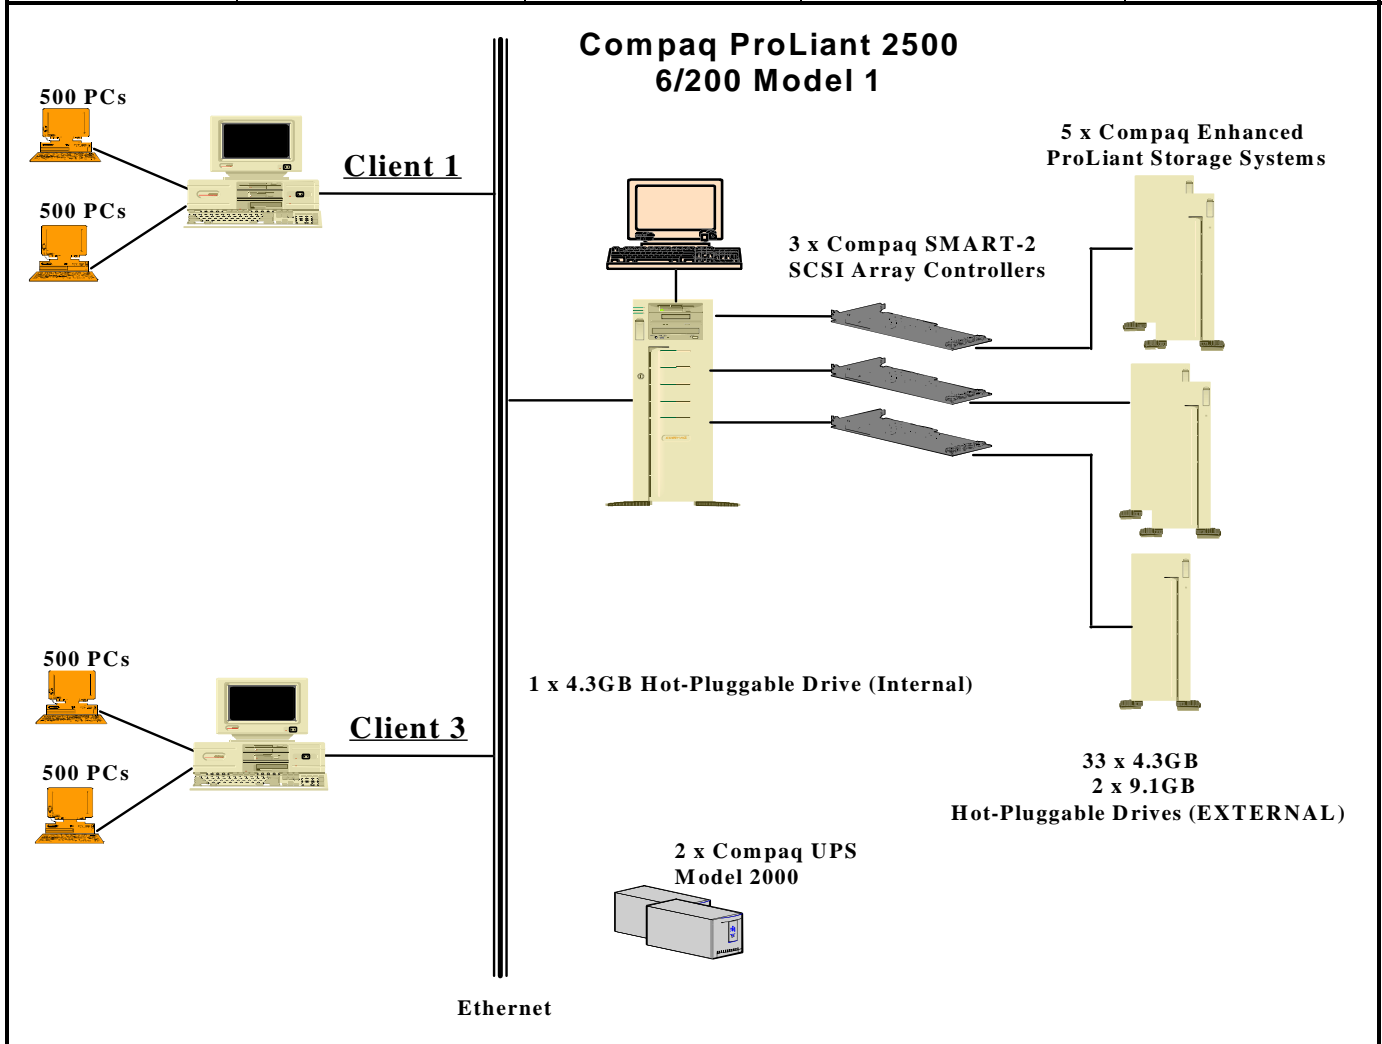 Compaq ProLiant 2500
6/200 Model 1
500 PCs
Client 1
500 PCs
5 x Compaq Enhanced
ProLiant Storage Systems
3 x Compaq SMART-2
SCSI Array Controllers
500 PCs
Client 3
500 PCs
1 x 4.3GB Hot-Pluggable Drive (Internal)
33 x 4.3GB
2 x 9.1GB
Hot-Pluggable Drives (EXTERNAL)
2 x Compaq UPS
Model 2000
Ethernet